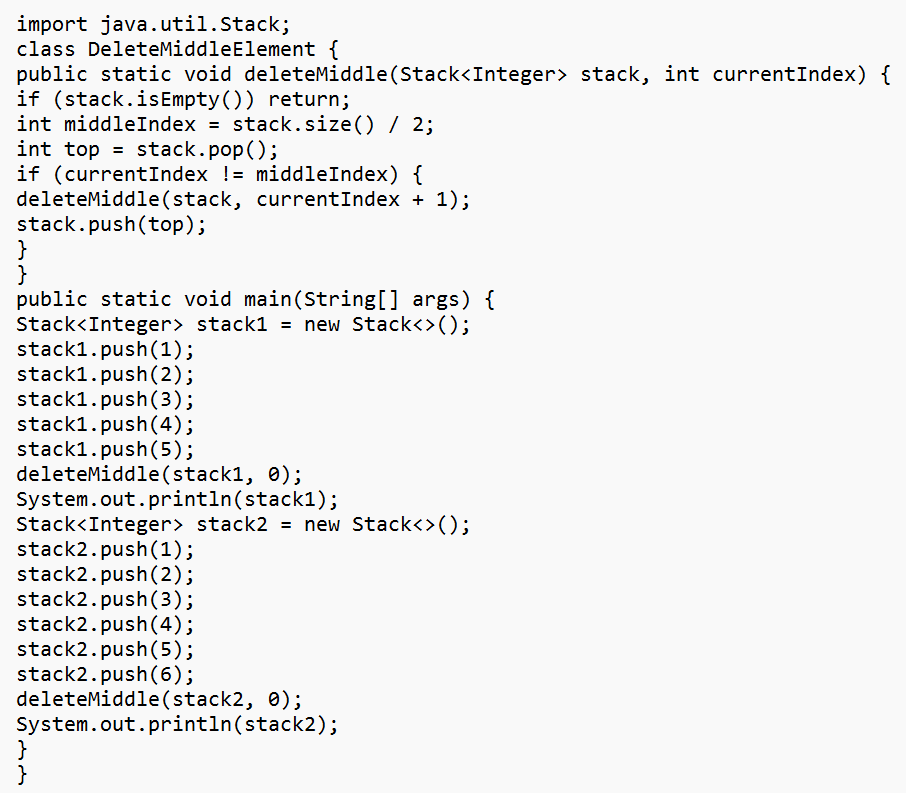 import java.util.Stack;
class DeleteMiddleElement {
public static void deleteMiddle(Stack<Integer> stack, int currentIndex) {
if (stack.isEmpty()) return;
int middleIndex = stack.size() / 2;
int top = stack.pop();
if (currentIndex != middleIndex) {
deleteMiddle(stack, currentIndex + 1);
stack.push(top);
}
}
public static void main(String[] args) {
Stack<Integer> stack1 = new Stack<>();
stack1.push(1);
stack1.push(2);
stack1.push(3);
stack1.push(4);
stack1.push(5);
deleteMiddle(stack1, 0);
System.out.println(stack1);
Stack<Integer> stack2 = new Stack<>();
stack2.push(1);
stack2.push(2);
stack2.push(3);
stack2.push(4);
stack2.push(5);
stack2.push(6);
deleteMiddle(stack2, 0);
System.out.println(stack2);
}
}